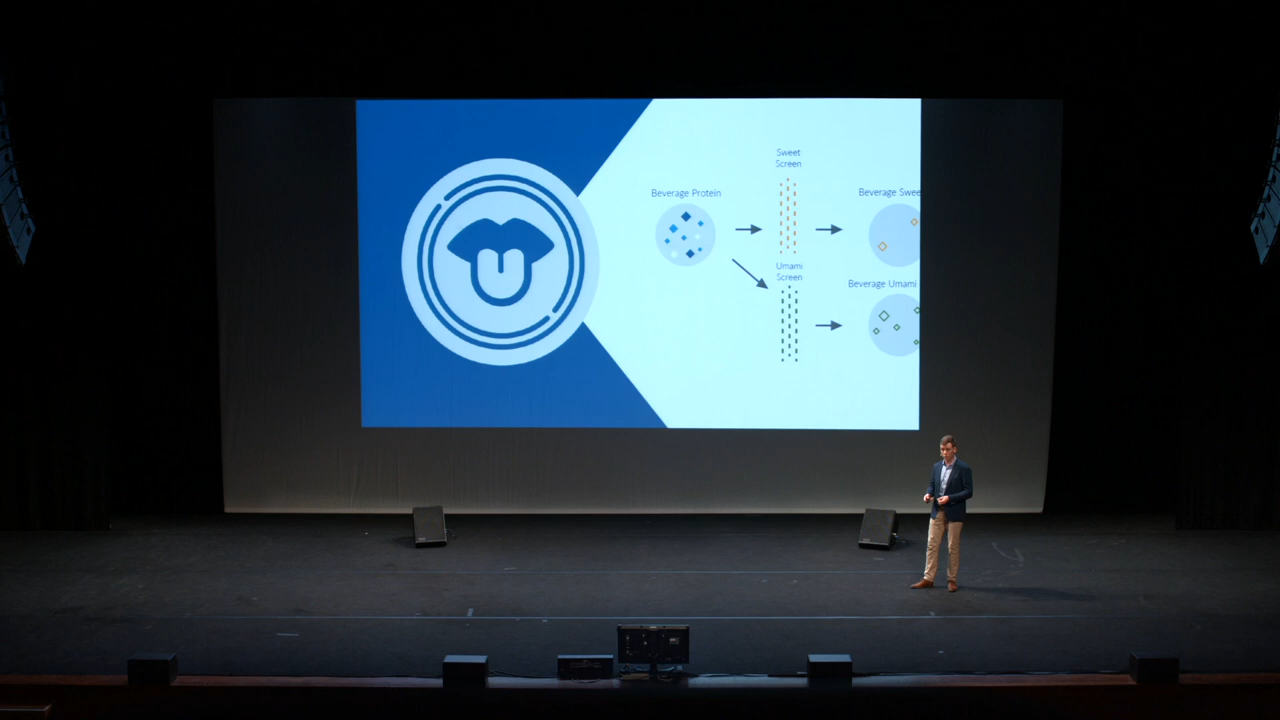 Sweet
Screen
Beverage Protein
Beverage Swee
Umami
Screen
Beverage Umami